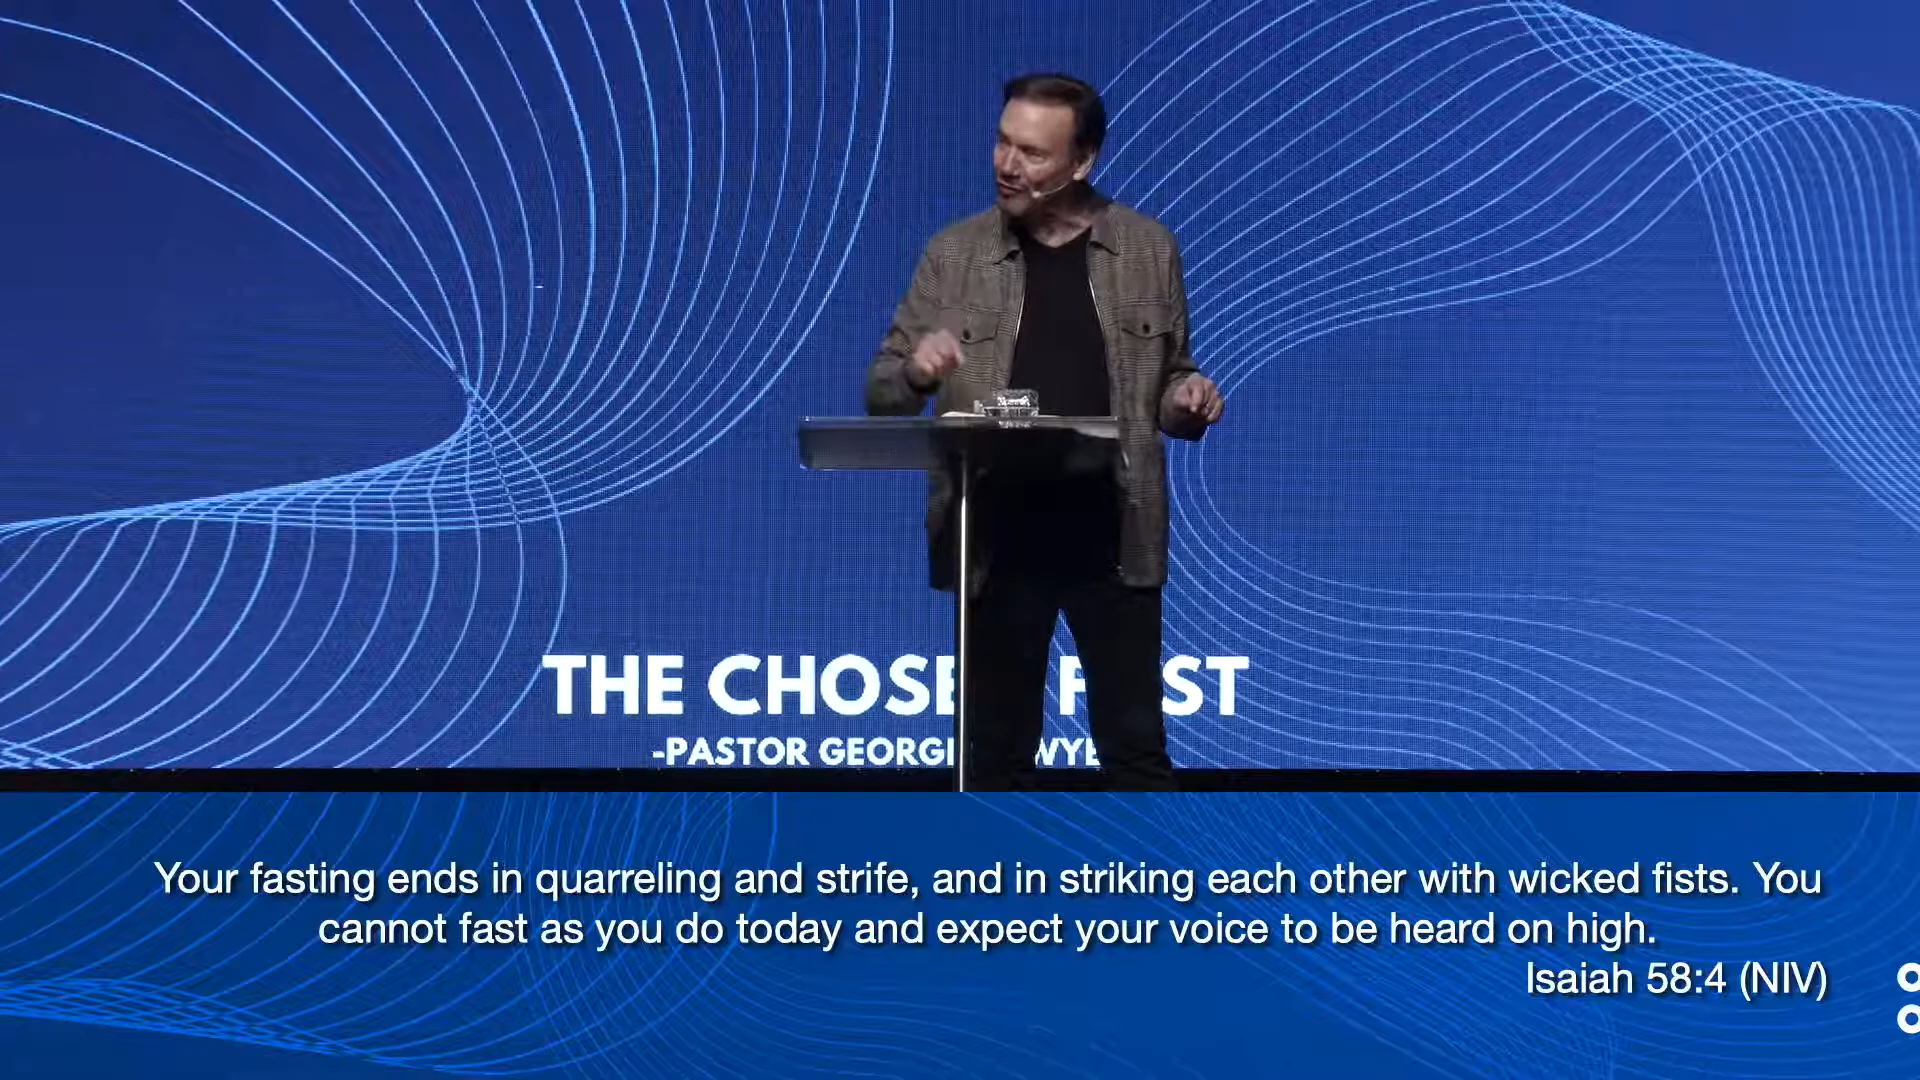 THE CHOSE F ST
-PASTOR GEORG WYE
Your fasting ends in quarreling and strife, and in striking each other with wicked fists. You
cannot fast as you do today and expect your voice to be heard on high.
Isaiah 58:4 (NIV)